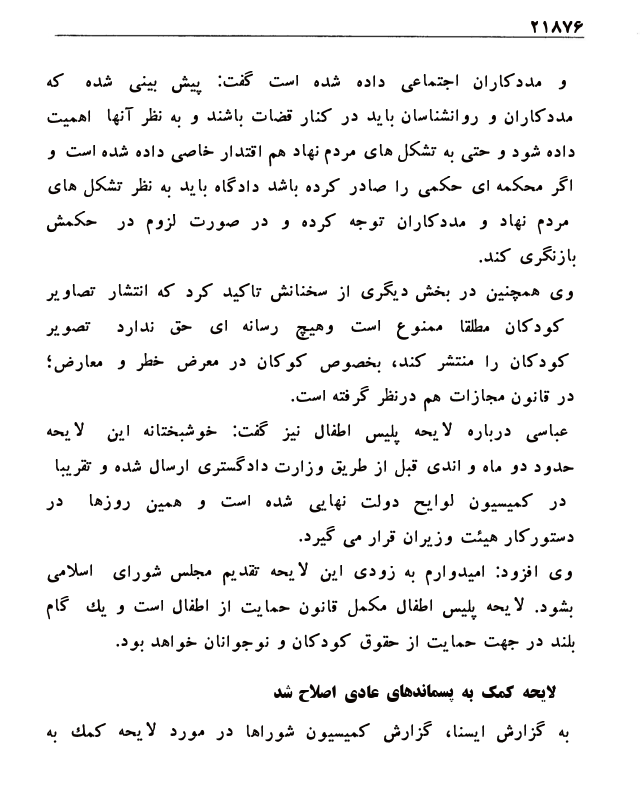 ۲۱۸۷۶
و مددکاران اجتماعی داده شده است گفت: پیش بینی شده که
مددکاران و روانشناسان باید در کنار قضات باشند و به نظر آنها اهمیت
داده شود و حتی به تشکل های مردم نهاد هم اقتدار خاصی داده شده است و
اگر محکمه ای حکمی را صادر کرده باشد دادگاه باید به نظر تشکل های
مردم نهاد و مددکاران توجه کرده و در صورت لزوم در حکمش
بازنگری کند.
وی همچنین در بخش دیگری از سخنانش تاکید کرد که انتشار تصاویر
کودکان مطلقا ممنوع است وهیچ رسانه ای حق ندارد تصویر
کودکان را منتشر کند، بخصوص کوکان در معرض خطر و معارض؛
در قانون مجازات هم درنظر گرفته است.
عباسی درباره لایحه پلیس اطفال نیز گفت: خوشبختانه این لایحه
حدود دو ماه و اندی قبل از طریق وزارت دادگستری ارسال شده و تقریبا
در کمیسیون لوایح دولت نهایی شده است و همین روزها در
دستورکار هیئت وزیران قرار می گیرد.
وی افزود: امیدوارم به زودی این لایحه تقدیم مجلس شورای اسلامی
بشود. لایحه پلیس اطفال مکمل قانون حمایت از اطفال است و یك گام
بلند در جهت حمایت از حقوق کودکان و نوجوانان خواهد بود.
لایحه کمک به پسماندهای عادی اصلاح شد
به گزارش ایسنا، گزارش کمیسیون شوراها در مورد لایحه کمك به